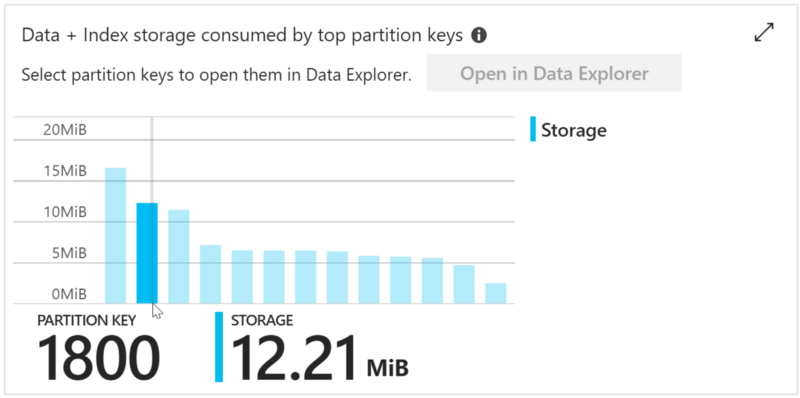 Data + Index storage consumed by top partition keys
Select partition keys to open them in Data Explorer.
Open in Data Explorer
20MiB
15MiB
10MiB
5MiB
0MiB
Storage
PARTITION KEY
1800
STORAGE
12.21 MiB